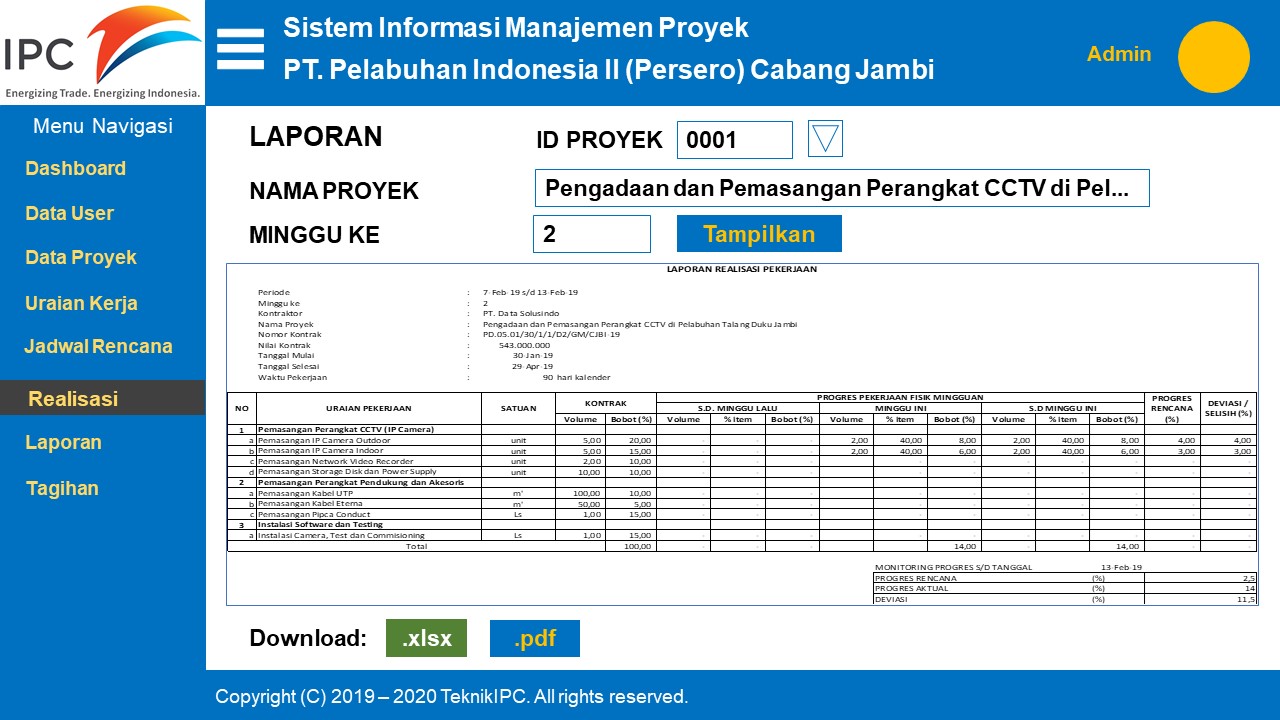 IPC
Energizing Trade. Energizing Indonesia.
Sistem Informasi Manajemen Proyek
PT. Pelabuhan Indonesia II (Persero) Cabang Jambi
Admin
Menu Navigasi
Dashboard
Data User
Data Proyek
Uraian Kerja
Jadwal Rencana
Realisasi
Laporan
Tagihan
LAPORAN
ID PROYEK 0001
NAMA PROYEK Pengadaan dan Pemasangan Perangkat CCTV di Pel...
MINGGU KE 2 Tampilkan
LAPORAN REALISASI PEKERJAAN
Periode : 7-Feb-19 s/d 13-Feb-19
Minggu ke : 2
Kontraktor : PT. Data Solusindo
Nama Proyek : Pengadaan dan Pemasangan Perangkat CCTV di Pelabuhan Talang Duku Jambi
Nomor Kontrak : PD.05.01/30/1/1/D2/GM/CJBI-19
Nilai Kontrak : 543.000.000
Tanggal Mulai : 30-Jan-19
Tanggal Selesai : 29-Apr-19
Waktu Pekerjaan : 90 hari kalender
NO URAIAN PEKERJAAN SATUAN KONTRAK PROGRES PEKERJAAN FISIK MINGGUAN PROGRES RENCANA (%) DEVIASI / SELISIH (%)
S.D. MINGGU LALU MINGGU INI S.D MINGGU INI
Volume Bobot (%) Volume % Item Bobot (%) Volume % Item Bobot (%) Volume % Item Bobot (%)
1 Pemasangan Perangkat CCTV (IP Camera)
a Pemasangan IP Camera Outdoor unit 5,00 20,00 - - - 2,00 40,00 8,00 2,00 40,00 8,00 4,00 4,00
b Pemasangan IP Camera Indoor unit 5,00 15,00 - - - 2,00 40,00 6,00 2,00 40,00 6,00 3,00 3,00
c Pemasangan Network Video Recorder unit 2,00 10,00 - - - - - - - - - - -
d Pemasangan Storage Disk dan Power Supply unit 10,00 10,00 - - - - - - - - - - -
2 Pemasangan Perangkat Pendukung dan Akesoris
a Pemasangan Kabel UTP m' 100,00 10,00 - - - - - - - - - - -
b Pemasangan Kabel Eterna m' 50,00 5,00 - - - - - - - - - - -
c Pemasangan Pipca Conduct Ls 1,00 15,00 - - - - - - - - - - -
3 Instalasi Software dan Testing
a Instalasi Camera, Test dan Commisioning Ls 1,00 15,00 - - - - - - - - - - -
Total 100,00 - - - - - 14,00 - - 14,00 - -
MONITORING PROGRES S/D TANGGAL 13-Feb-19
PROGRES RENCANA (%) 2,5
PROGRES AKTUAL (%) 14
DEVIASI (%) 11,5
Download: .xlsx .pdf
Copyright (C) 2019 – 2020 TeknikIPC. All rights reserved.